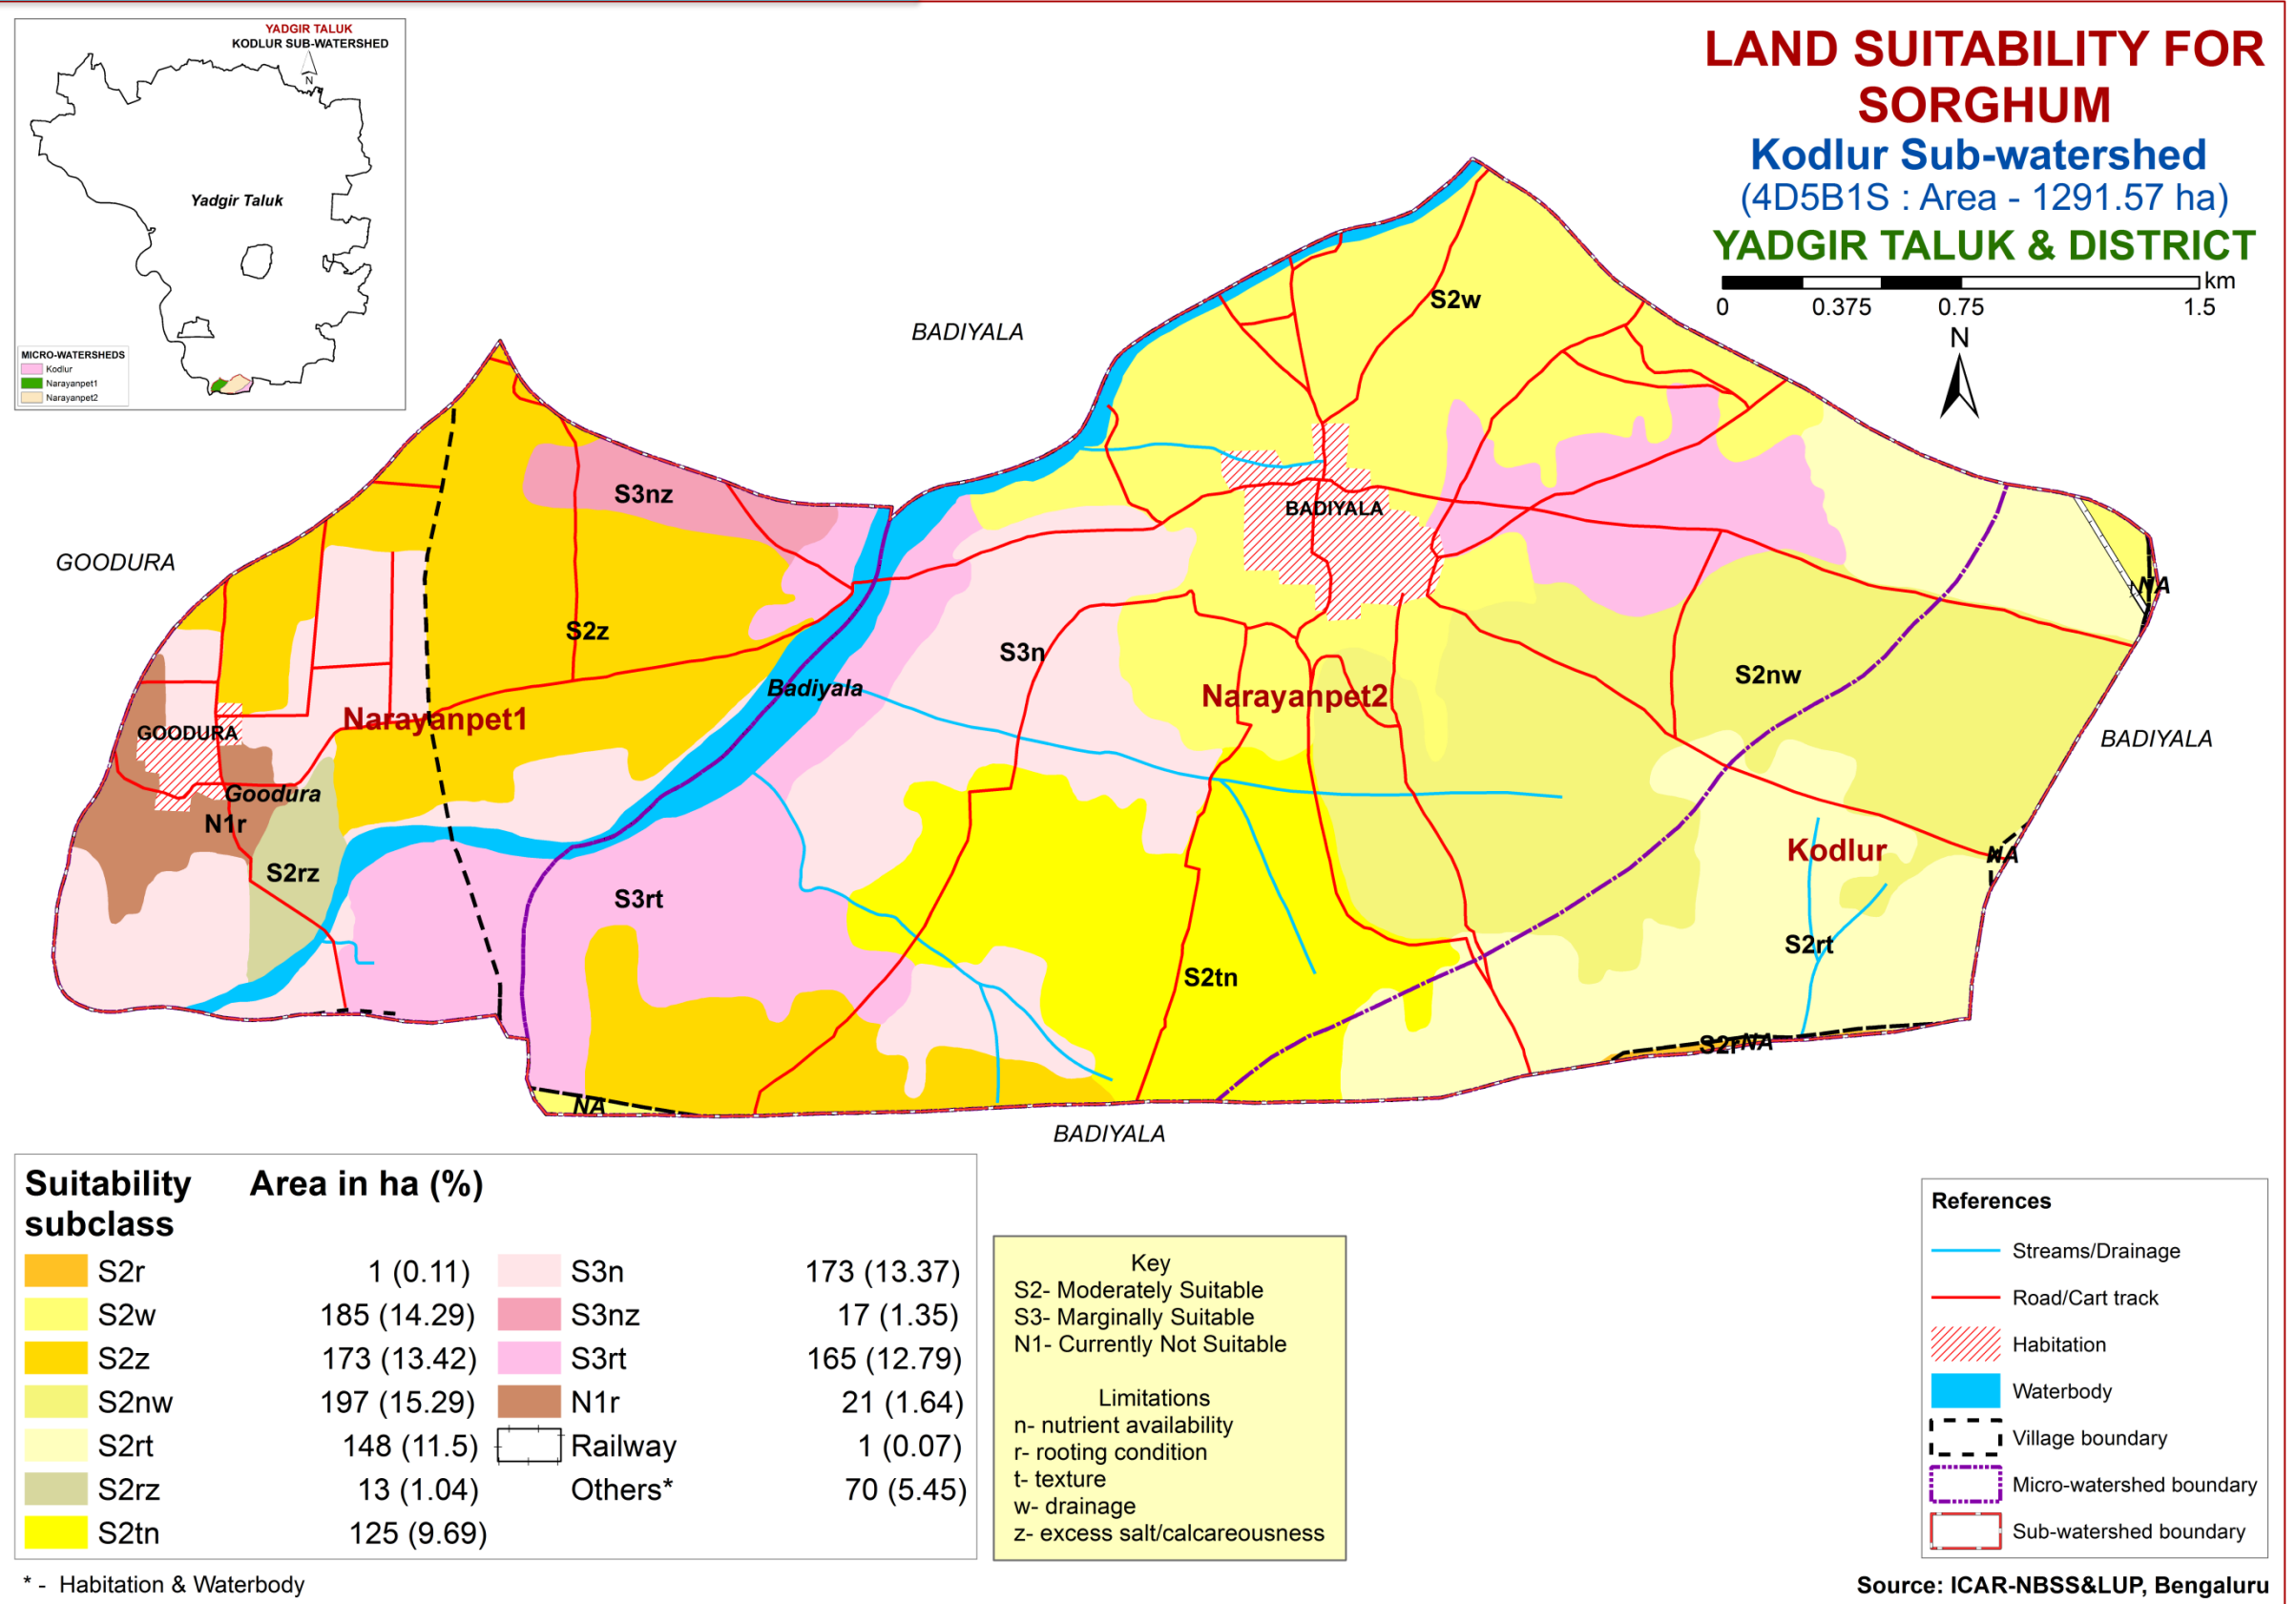 YADGIR TALUK
KODLUR SUB-WATERSHED
N
Yadgir Taluk
MICRO-WATERSHEDS
Kodlur
Narayanpet1
Narayanpet2
LAND SUITABILITY FOR
SORGHUM
Kodlur Sub-watershed
(4D5B1S : Area - 1291.57 ha)
YADGIR TALUK & DISTRICT
km
0 0.375 0.75 1.5
N
BADIYALA
S2w
S3nz
BADIYALA
GOODURA
NA
S2z
S3n
S2nw
Badiyala
Narayanpet2
Narayanpet1
GOODURA
BADIYALA
Goodura
N1r
Kodlur
NA
S2rz
S3rt
S2rt
S2tn
S2r NA
NA
BADIYALA
Suitability Area in ha (%)
subclass
S2r 1 (0.11) S3n 173 (13.37)
S2w 185 (14.29) S3nz 17 (1.35)
S2z 173 (13.42) S3rt 165 (12.79)
S2nw 197 (15.29) N1r 21 (1.64)
S2rt 148 (11.5) Railway 1 (0.07)
S2rz 13 (1.04) Others* 70 (5.45)
S2tn 125 (9.69)
* - Habitation & Waterbody
Key
S2- Moderately Suitable
S3- Marginally Suitable
N1- Currently Not Suitable
Limitations
n- nutrient availability
r- rooting condition
t- texture
w- drainage
z- excess salt/calcareousness
References
Streams/Drainage
Road/Cart track
Habitation
Waterbody
Village boundary
Micro-watershed boundary
Sub-watershed boundary
Source: ICAR-NBSS&LUP, Bengaluru